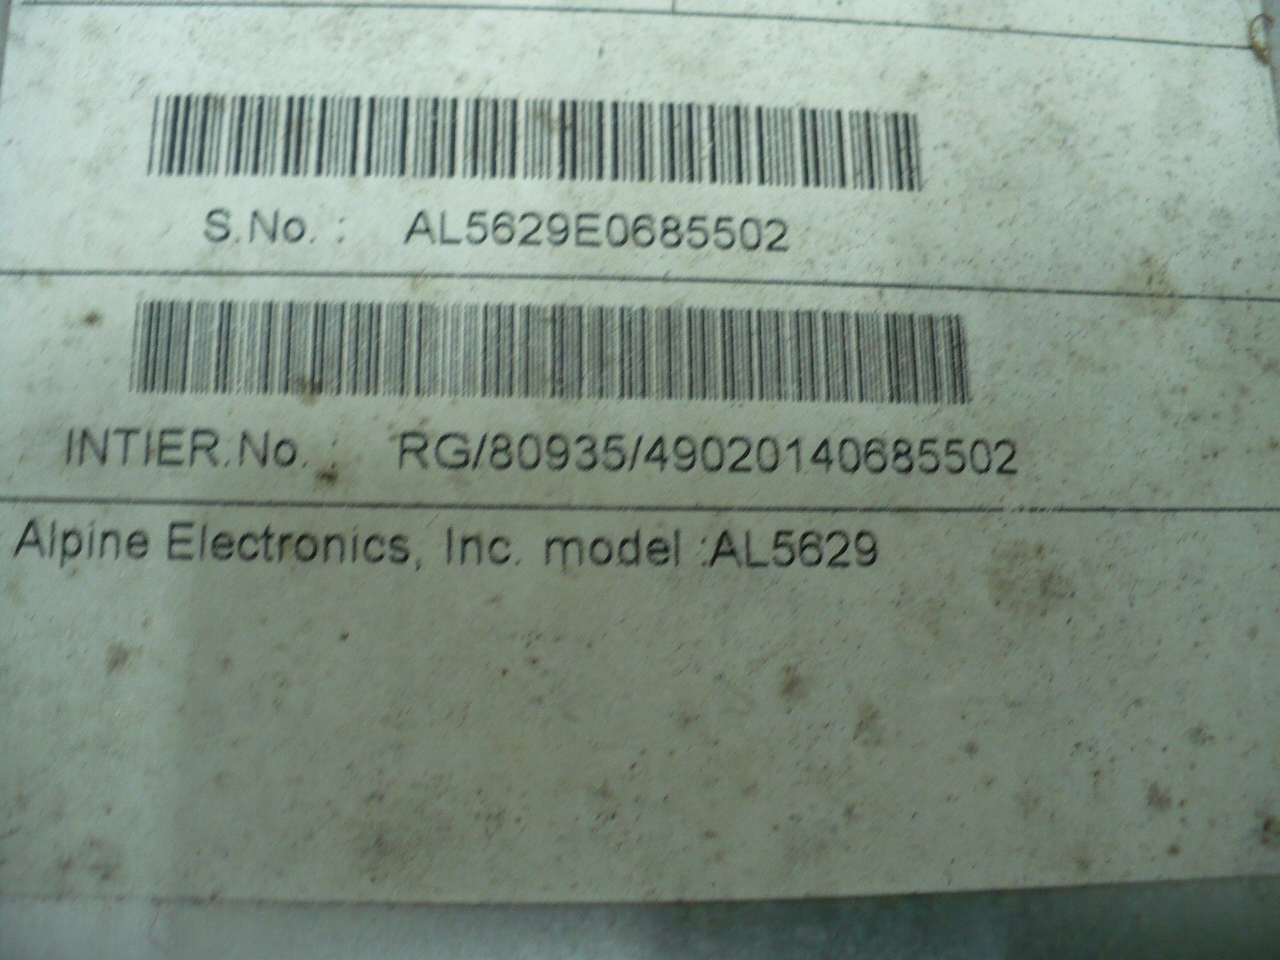 S.No. : AL5629E0685502
INTIER.No. : RG/80935/49020140685502
Alpine Electronics, Inc. model :AL5629